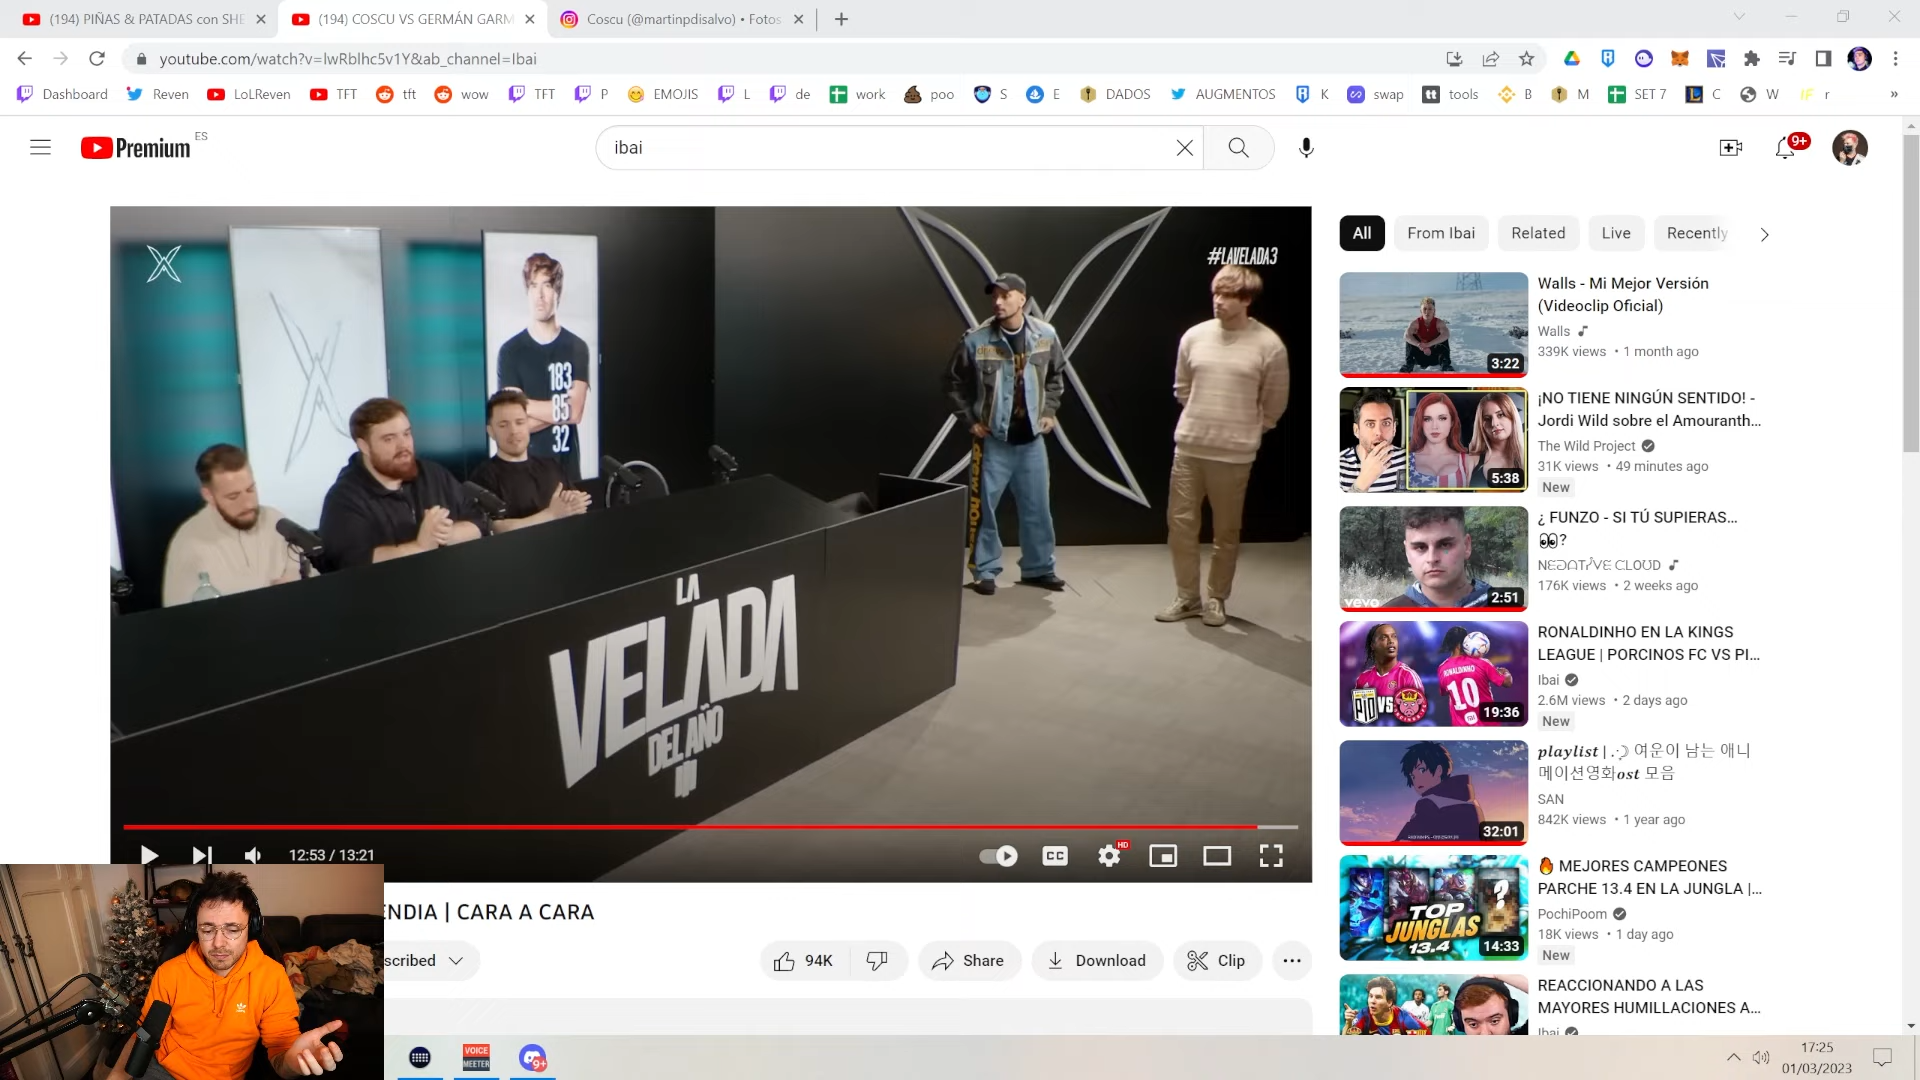 (194) PIÑAS & PATADAS con SHE
(194) COSCU VS GERMÁN GARM
Coscu (@martinpdisalvo) • Fotos
youtube.com/watch?v=lwRblhc5v1Y&ab_channel=Ibai
Dashboard
Reven
LoLReven
TFT
tft
wow
TFT
P
EMOJIS
L
de
work
poo
S
E
DADOS
AUGMENTOS
K
swap
tools
B
M
SET 7
C
W
r
»
Premium
ES
ibai
9+
#LAVELADA3
183
85
32
LA
VELADA
DEL AÑO
III
12:53 / 13:21
CC
HD
ENDIA | CARA A CARA
scribed
94K
Share
Download
Clip
All
From Ibai
Related
Live
Recently
Walls - Mi Mejor Versión
(Videoclip Oficial)
Walls
339K views • 1 month ago
3:22
¡NO TIENE NINGÚN SENTIDO! -
Jordi Wild sobre el Amouranth...
The Wild Project
31K views • 49 minutes ago
New
5:38
¿ FUNZO - SI TÚ SUPIERAS...
👀?
176K views • 2 weeks ago
vevo
2:51
RONALDINHO EN LA KINGS
LEAGUE | PORCINOS FC VS PI...
Ibai
2.6M views • 2 days ago
New
RONALDINHO
10
PIO VS
19:36
playlist | .·̩͙☽ 여운이 남는 애니
메이션영화ost 모음
SAN
842K views • 1 year ago
32:01
🔥 MEJORES CAMPEONES
PARCHE 13.4 EN LA JUNGLA |...
PochiPoom
18K views • 1 day ago
New
TOP
JUNGLAS
13.4
?
14:33
REACCIONANDO A LAS
MAYORES HUMILLACIONES A...
Ibai
VOICE
MEETER
9+
17:25
01/03/2023